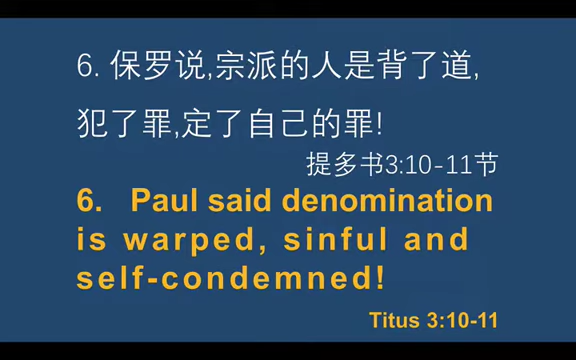 6. 保罗说,宗派的人是背了道,
犯了罪,定了自己的罪!
提多书3:10-11节
6. Paul said denomination
is warped, sinful and
self-condemned!
Titus 3:10-11